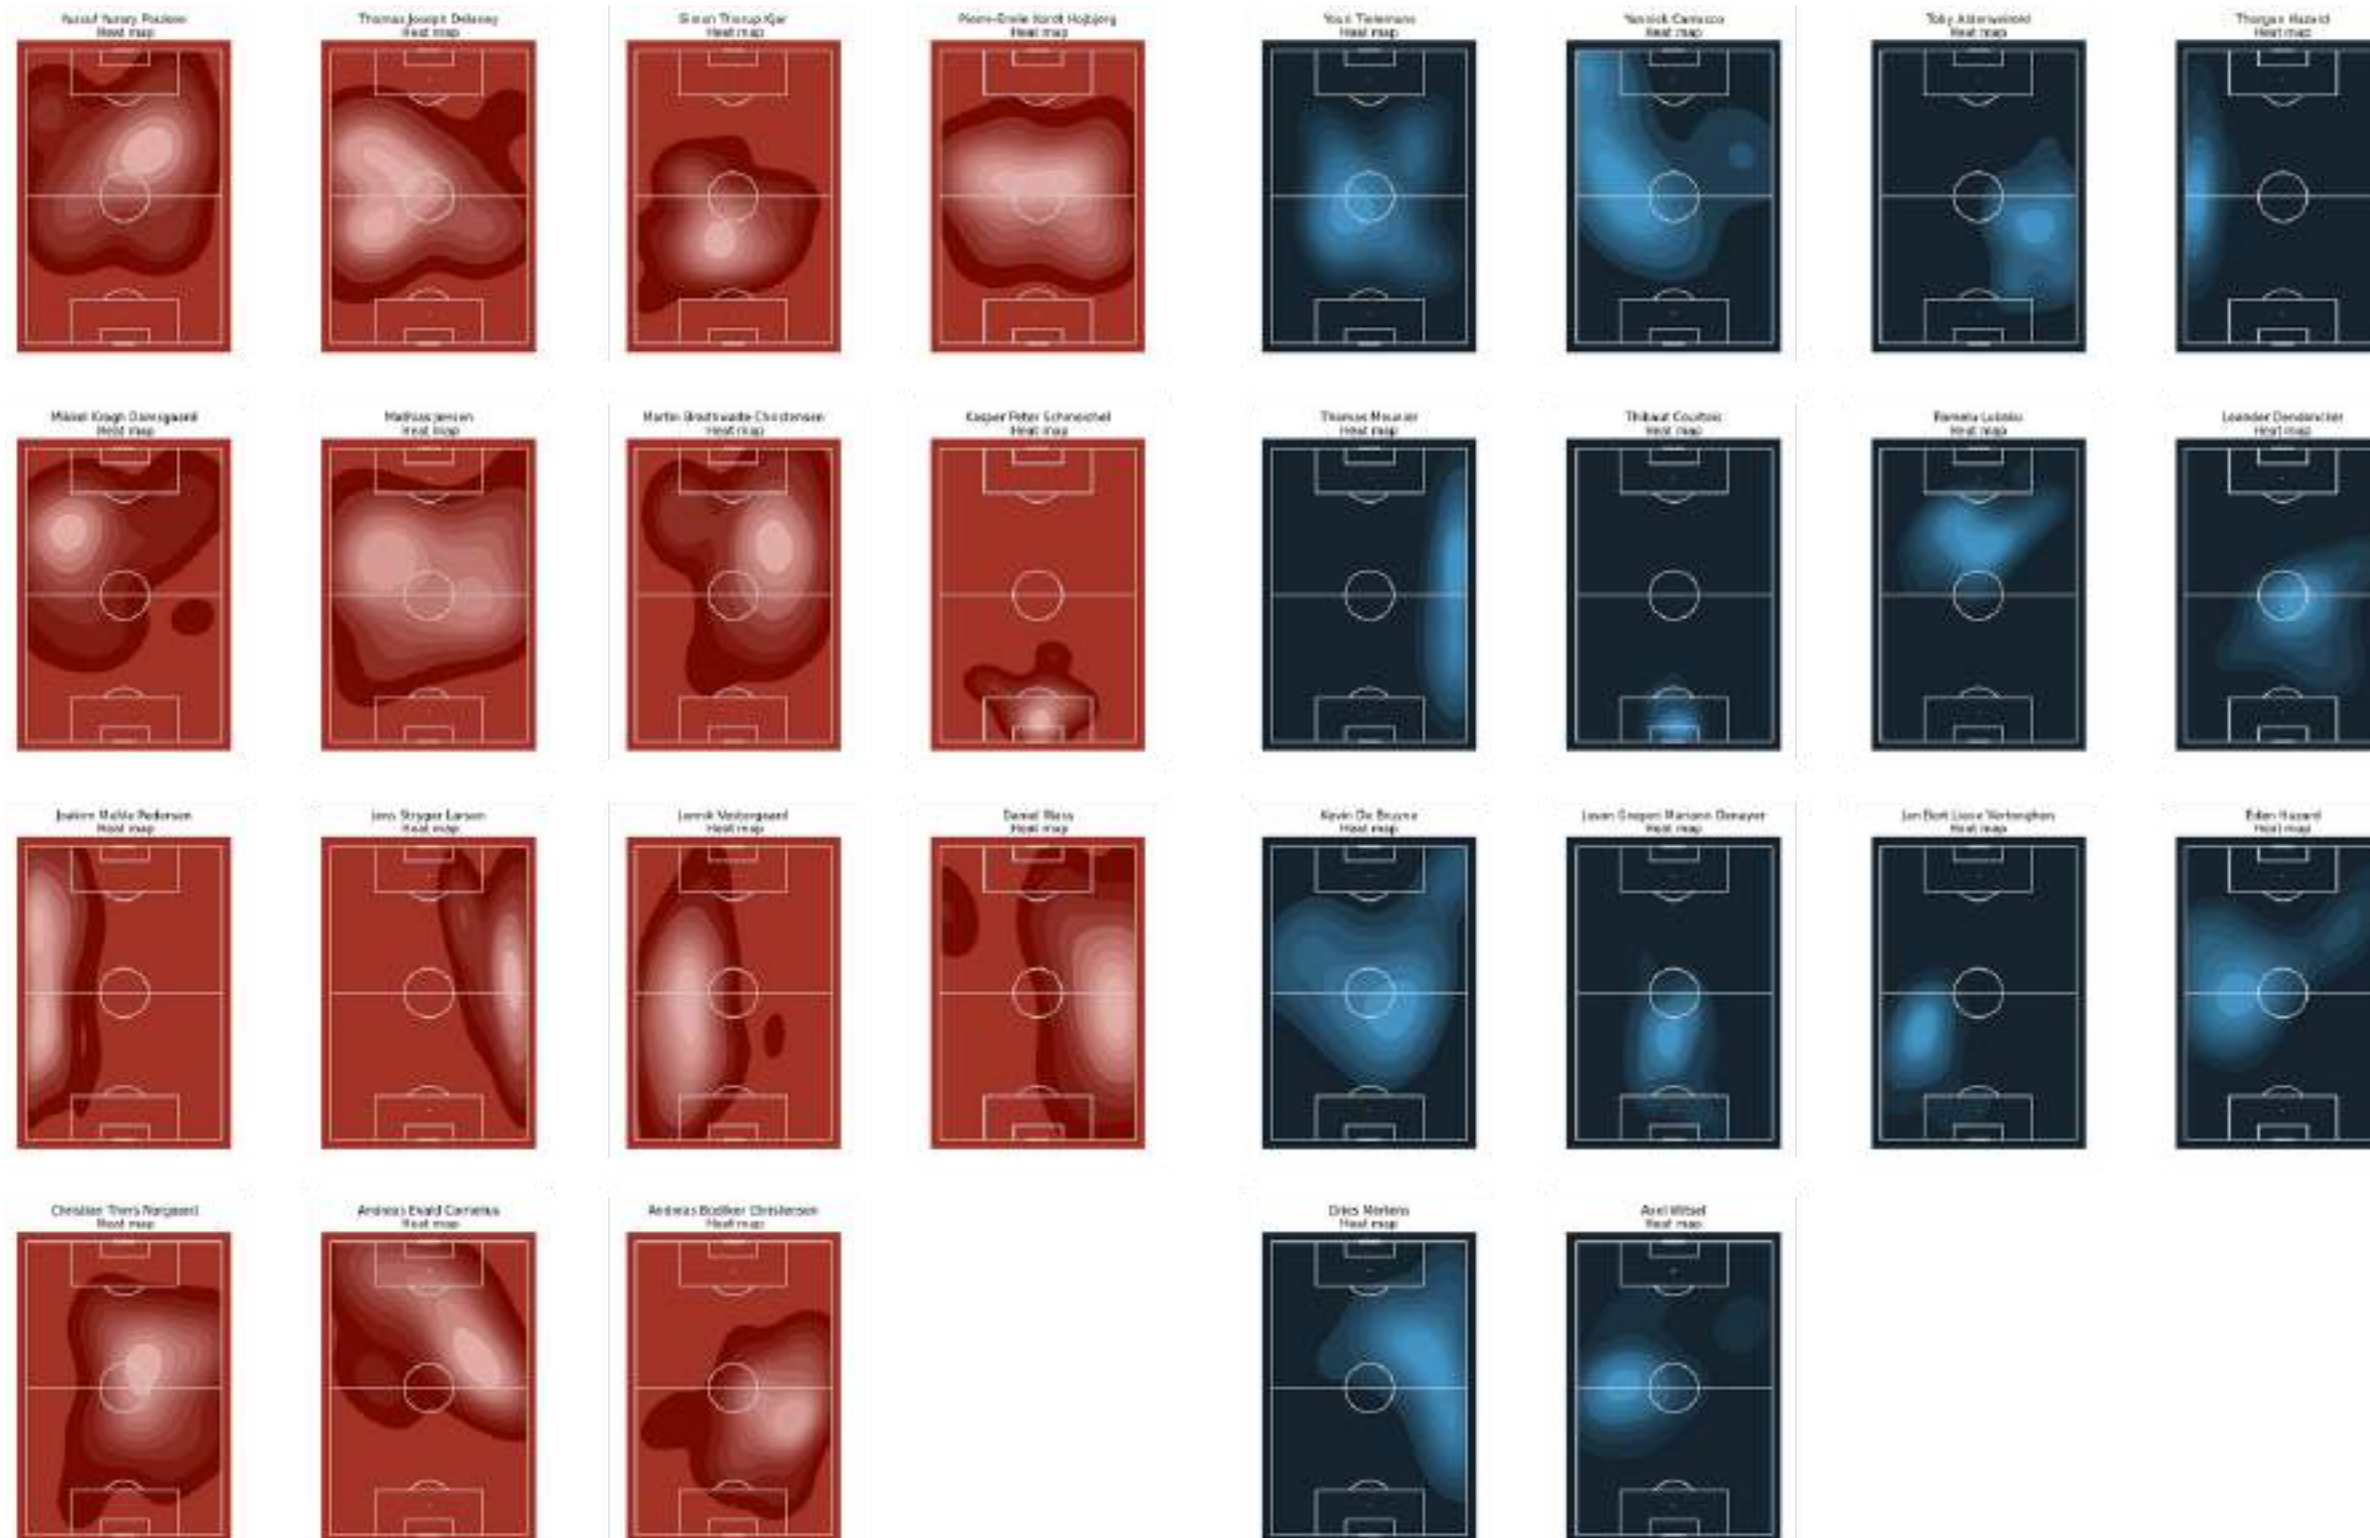 Yussuf Yurary Poulsen
Heat map
Thomas Joseph Delaney
Heat map
Simon Thorup Kjær
Heat map
Pierre-Emile Kordt Højbjerg
Heat map
Youri Tielemans
Heat map
Yannick Carrasco
Heat map
Toby Alderweireld
Heat map
Thorgan Hazard
Heat map
Mikkel Krogh Damsgaard
Heat map
Mathias Jensen
Heat map
Martin Braithwaite Christensen
Heat map
Kasper Peter Schmeichel
Heat map
Thomas Meunier
Heat map
Thibaut Courtois
Heat map
Romelu Lukaku
Heat map
Leander Dendoncker
Heat map
Joakim Mæhle Pedersen
Heat map
Jens Stryger Larsen
Heat map
Jannik Vestergaard
Heat map
Daniel Wass
Heat map
Kevin De Bruyne
Heat map
Jason Gregory Marianne Denayer
Heat map
Jan Bert Lieve Vertonghen
Heat map
Eden Hazard
Heat map
Christian Thers Nørgaard
Heat map
Andreas Evald Cornelius
Heat map
Andreas Bødtker Christensen
Heat map
Dries Mertens
Heat map
Axel Witsel
Heat map